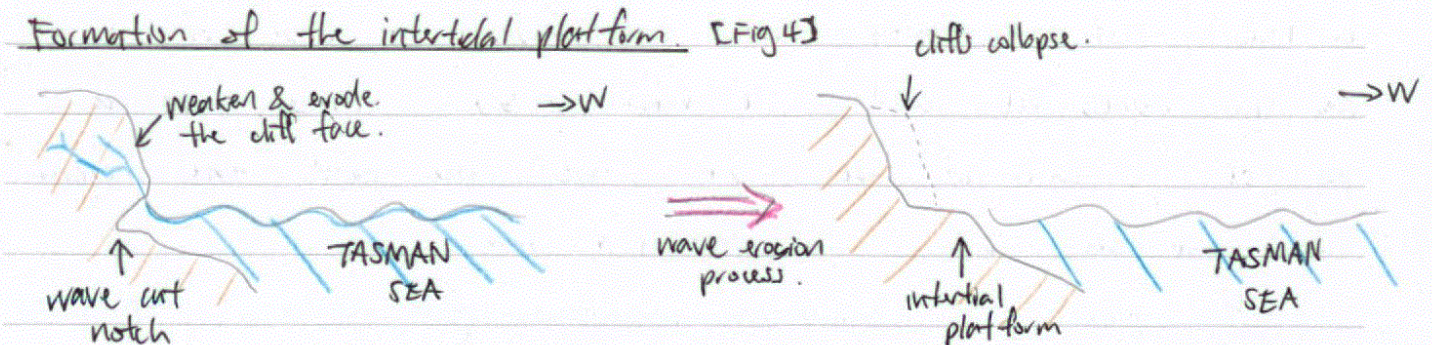 Formation of the intertidal platform. [Fig 4]
cliffs collapse.
weaken & erode
the cliff face.
→W
→W
wave cut
notch
TASMAN
SEA
wave erosion
process.
intertial
platform
TASMAN
SEA